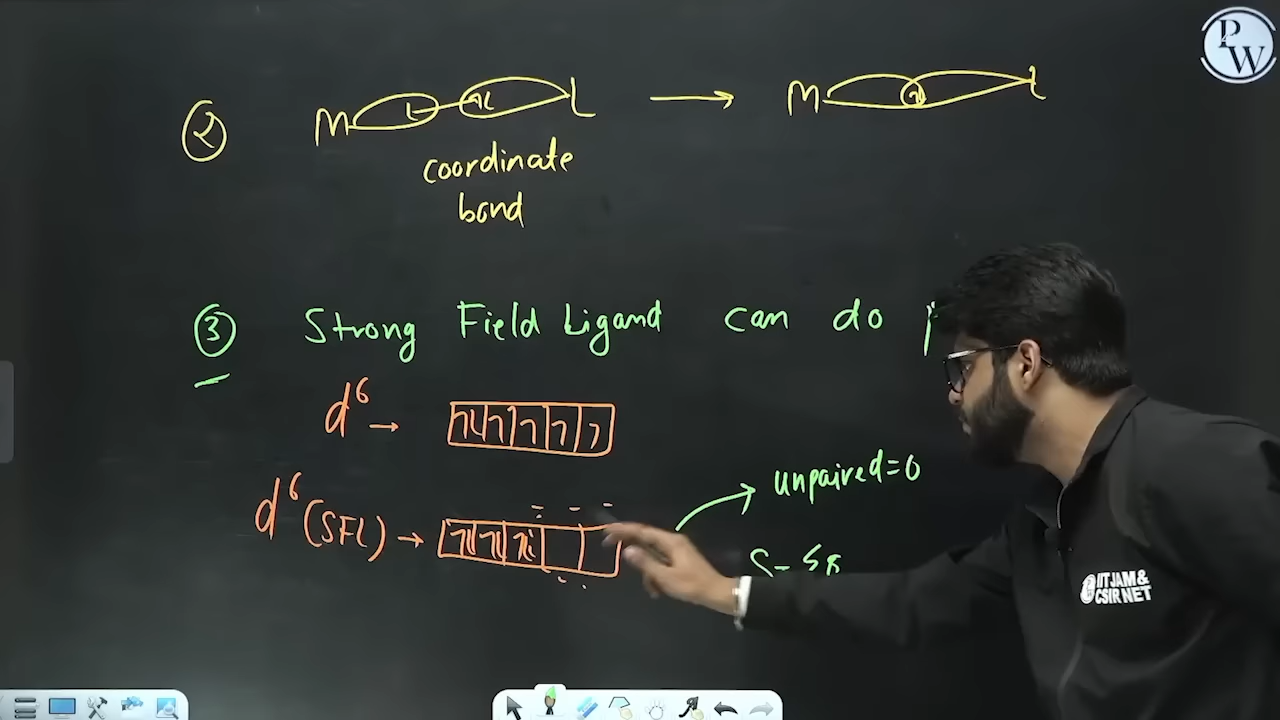 PW
② M L → M L
coordinate
bond
③ Strong Field Ligand can do
d⁶ →
unpaired=0
d⁶ (SFL) →
IIT JAM &
CSIR NET